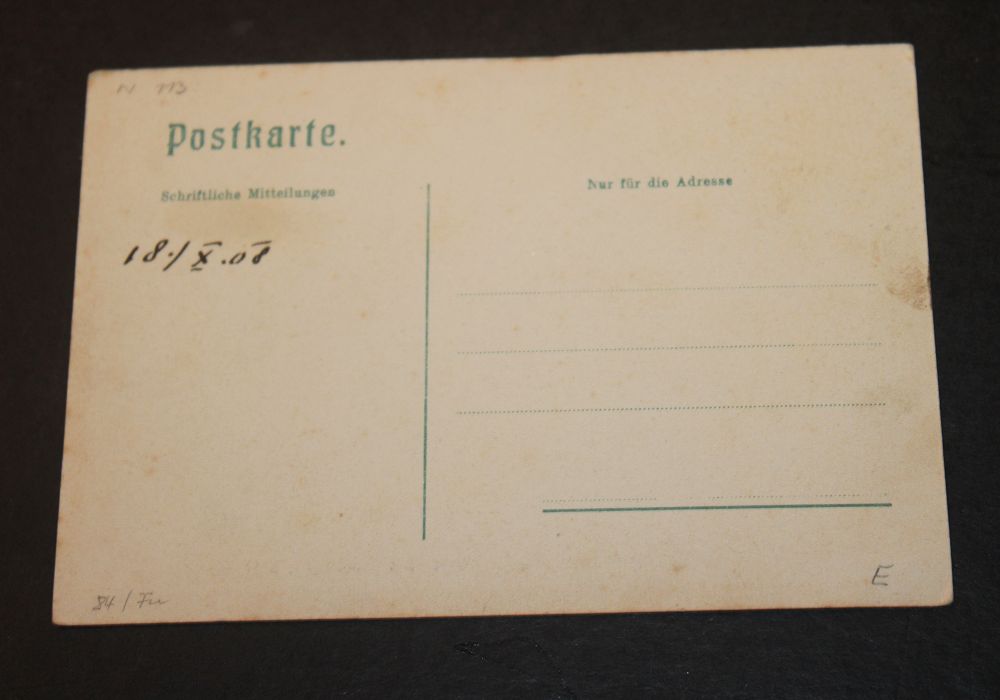 N 113
Postkarte.
Schriftliche Mitteilungen
Nur für die Adresse
18./X.08
E